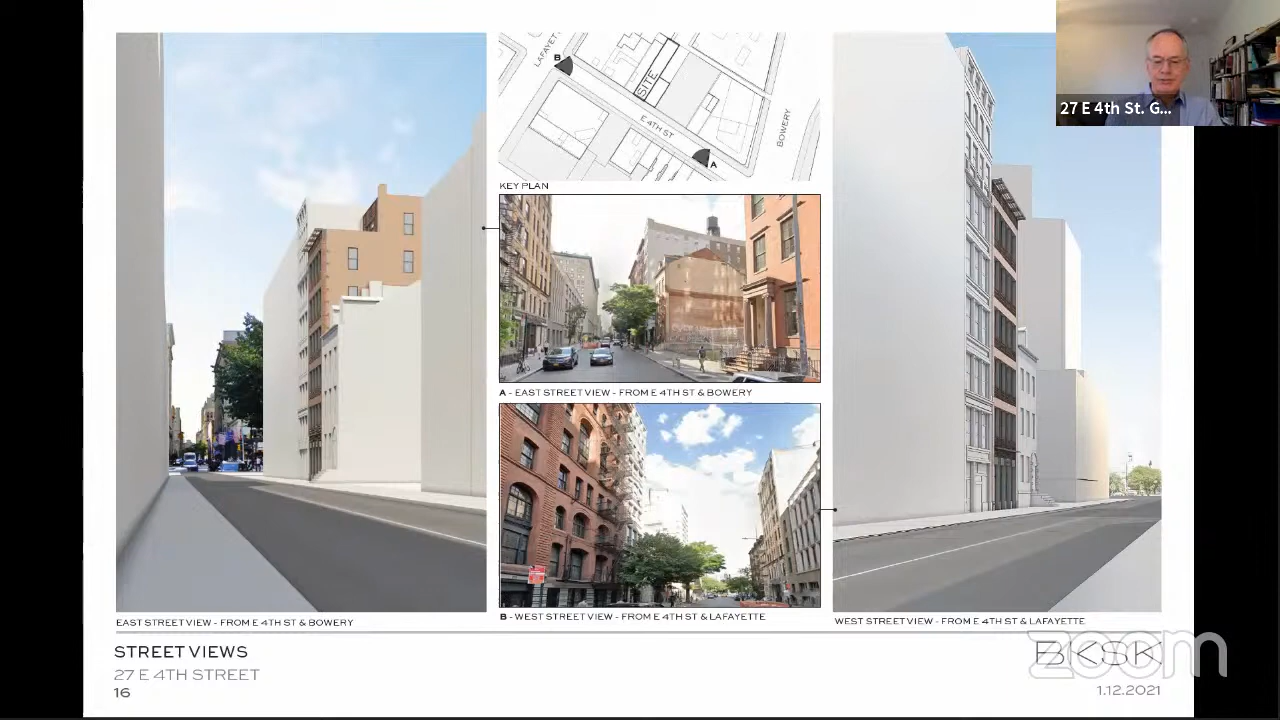 LAFAYET
B
SITE
E 4TH ST
BOWERY
A
KEY PLAN
A - EAST STREET VIEW - FROM E 4TH ST & BOWERY
B - WEST STREET VIEW - FROM E 4TH ST & LAFAYETTE
EAST STREET VIEW - FROM E 4TH ST & BOWERY
WEST STREET VIEW - FROM E 4TH ST & LAFAYETTE
27 E 4th St. G...
STREET VIEWS
27 E 4TH STREET
16
BKSK
zoom
1.12.2021